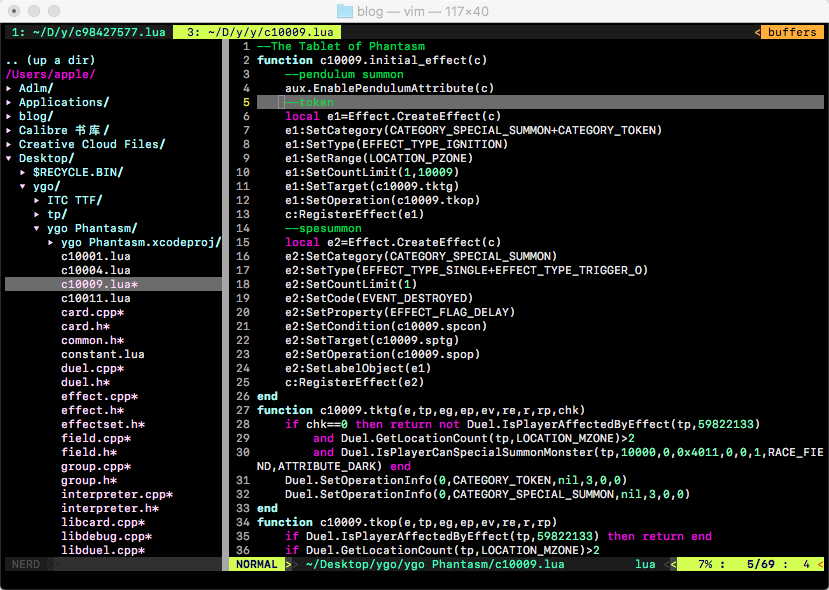 blog — vim — 117×40
1: ~/D/y/c98427577.lua   3: ~/D/y/y/c10009.lua   <buffers
.. (up a dir)
/Users/apple/
▸ Adlm/
▸ Applications/
▸ blog/
▸ Calibre 书库/
▸ Creative Cloud Files/
▾ Desktop/
▸ $RECYCLE.BIN/
▾ ygo/
▸ ITC TTF/
▸ tp/
▾ ygo Phantasm/
▸ ygo Phantasm.xcodeproj/
c10001.lua
c10004.lua
c10009.lua*
c10011.lua
card.cpp*
card.h*
common.h*
constant.lua
duel.cpp*
duel.h*
effect.cpp*
effect.h*
effectset.h*
field.cpp*
field.h*
group.cpp*
group.h*
interpreter.cpp*
interpreter.h*
libcard.cpp*
libdebug.cpp*
libduel.cpp*
NERD
1 --The Tablet of Phantasm
2 function c10009.initial_effect(c)
3     --pendulum summon
4     aux.EnablePendulumAttribute(c)
5     --token
6     local e1=Effect.CreateEffect(c)
7     e1:SetCategory(CATEGORY_SPECIAL_SUMMON+CATEGORY_TOKEN)
8     e1:SetType(EFFECT_TYPE_IGNITION)
9     e1:SetRange(LOCATION_PZONE)
10     e1:SetCountLimit(1,10009)
11     e1:SetTarget(c10009.tktg)
12     e1:SetOperation(c10009.tkop)
13     c:RegisterEffect(e1)
14     --spesummon
15     local e2=Effect.CreateEffect(c)
16     e2:SetCategory(CATEGORY_SPECIAL_SUMMON)
17     e2:SetType(EFFECT_TYPE_SINGLE+EFFECT_TYPE_TRIGGER_O)
18     e2:SetCountLimit(1)
19     e2:SetCode(EVENT_DESTROYED)
20     e2:SetProperty(EFFECT_FLAG_DELAY)
21     e2:SetCondition(c10009.spcon)
22     e2:SetTarget(c10009.sptg)
23     e2:SetOperation(c10009.spop)
24     e2:SetLabelObject(e1)
25     c:RegisterEffect(e2)
26 end
27 function c10009.tktg(e,tp,eg,ep,ev,re,r,rp,chk)
28     if chk==0 then return not Duel.IsPlayerAffectedByEffect(tp,59822133)
29         and Duel.GetLocationCount(tp,LOCATION_MZONE)>2
30         and Duel.IsPlayerCanSpecialSummonMonster(tp,10000,0,0x4011,0,0,1,RACE_FIE
ND,ATTRIBUTE_DARK) end
31     Duel.SetOperationInfo(0,CATEGORY_TOKEN,nil,3,0,0)
32     Duel.SetOperationInfo(0,CATEGORY_SPECIAL_SUMMON,nil,3,0,0)
33 end
34 function c10009.tkop(e,tp,eg,ep,ev,re,r,rp)
35     if Duel.IsPlayerAffectedByEffect(tp,59822133) then return end
36     if Duel.GetLocationCount(tp,LOCATION_MZONE)>2
NORMAL >> ~/Desktop/ygo/ygo Phantasm/c10009.lua   lua <<   7% :   5/69 :  4 <